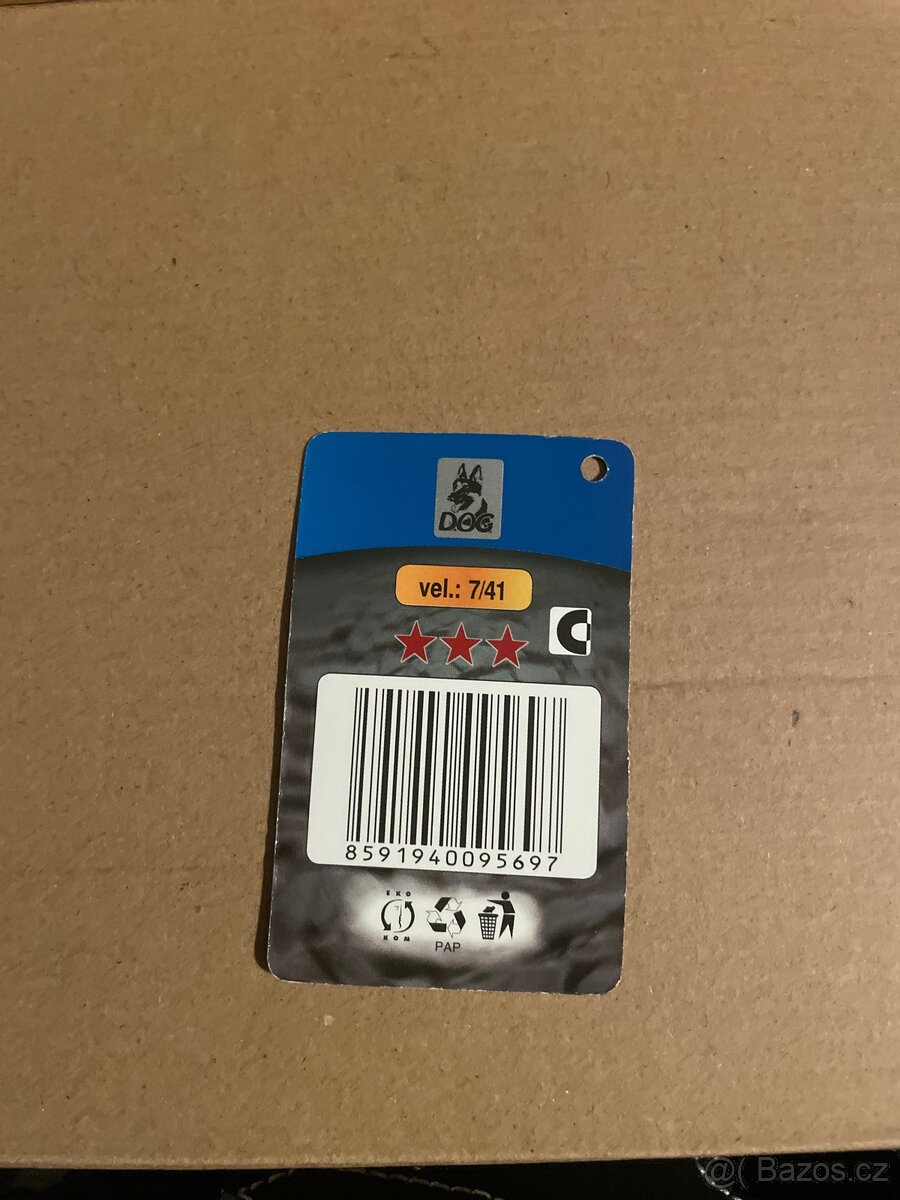 DOG
vel.: 7/41
8591940095697
EKO
KOM
PAP
@( Bazos.cz